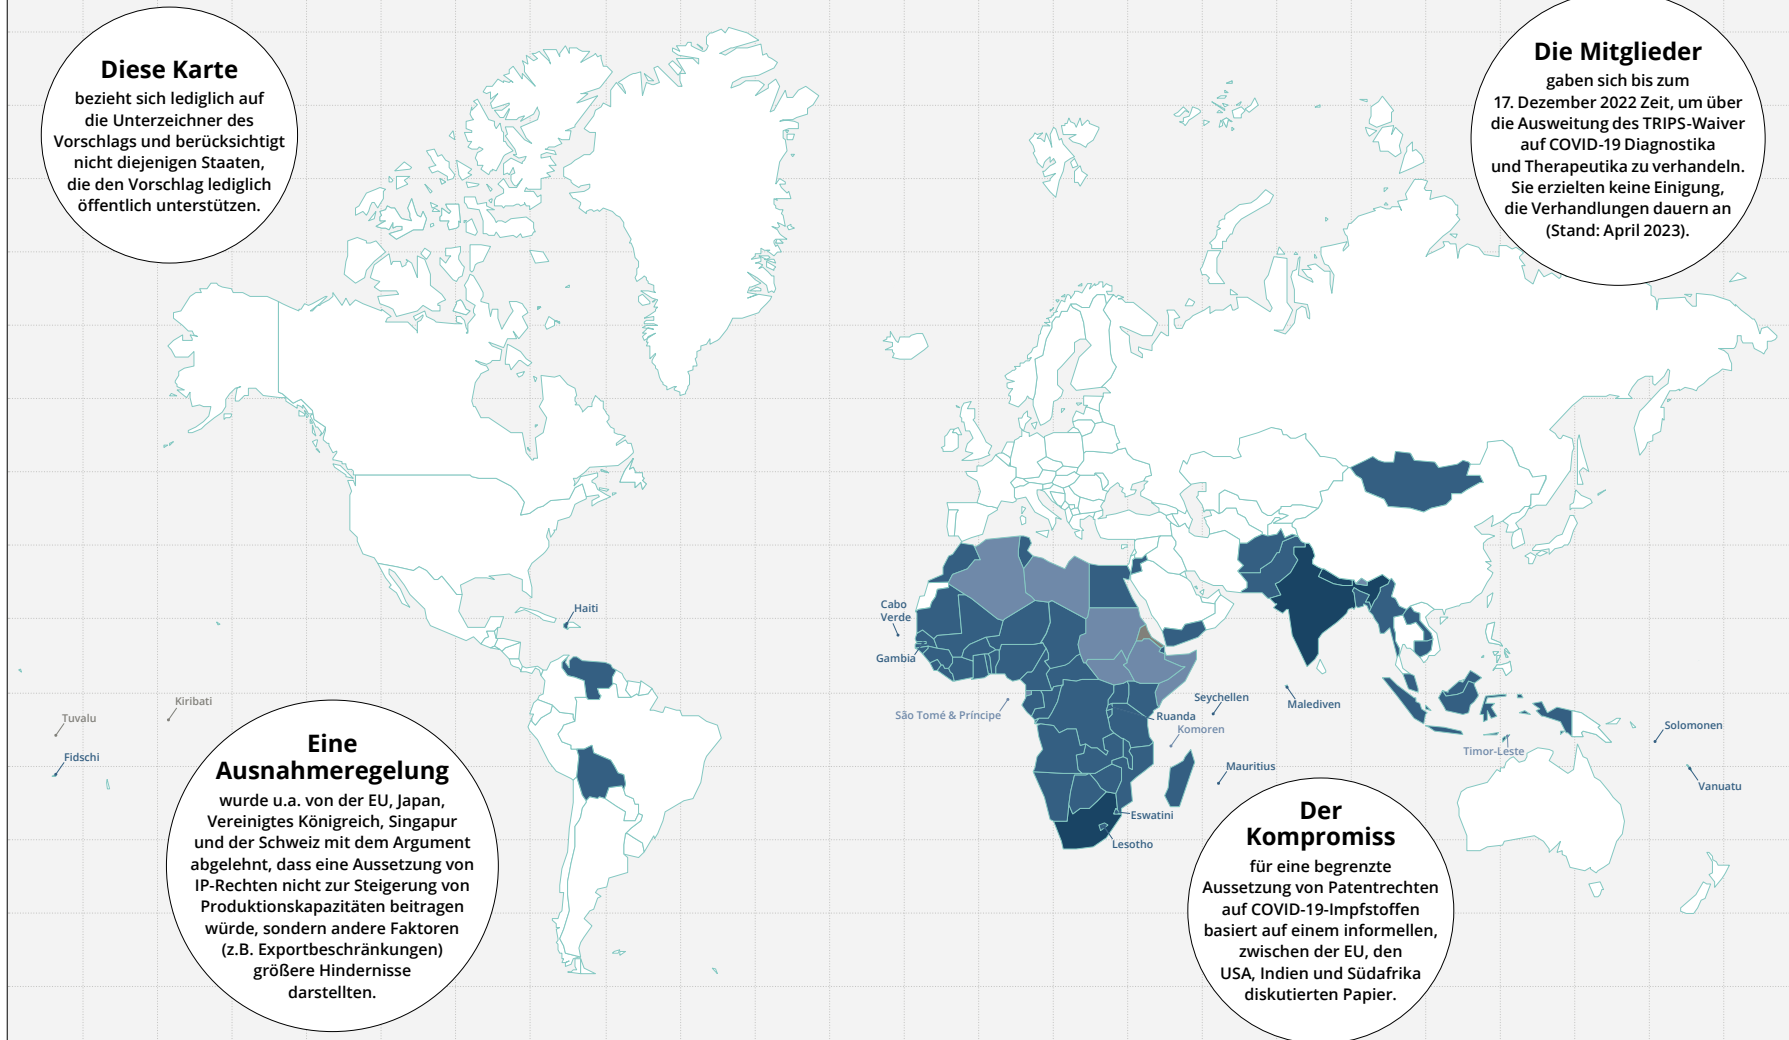 Diese Karte
bezieht sich lediglich auf
die Unterzeichner des
Vorschlags und berücksichtigt
nicht diejenigen Staaten,
die den Vorschlag lediglich
öffentlich unterstützen.
Die Mitglieder
gaben sich bis zum
17. Dezember 2022 Zeit, um über
die Ausweitung des TRIPS-Waiver
auf COVID-19 Diagnostika
und Therapeutika zu verhandeln.
Sie erzielten keine Einigung,
die Verhandlungen dauern an
(Stand: April 2023).
Haiti
Cabo
Verde
Gambia
São Tomé & Príncipe
Seychellen
Ruanda
Komoren
Malediven
Mauritius
Eswatini
Lesotho
Timor-Leste
Solomonen
Vanuatu
Kiribati
Tuvalu
Fidschi
Eine
Ausnahmeregelung
wurde u.a. von der EU, Japan,
Vereinigtes Königreich, Singapur
und der Schweiz mit dem Argument
abgelehnt, dass eine Aussetzung von
IP-Rechten nicht zur Steigerung von
Produktionskapazitäten beitragen
würde, sondern andere Faktoren
(z.B. Exportbeschränkungen)
größere Hindernisse
darstellten.
Der
Kompromiss
für eine begrenzte
Aussetzung von Patentrechten
auf COVID-19-Impfstoffen
basiert auf einem informellen,
zwischen der EU, den
USA, Indien und Südafrika
diskutierten Papier.